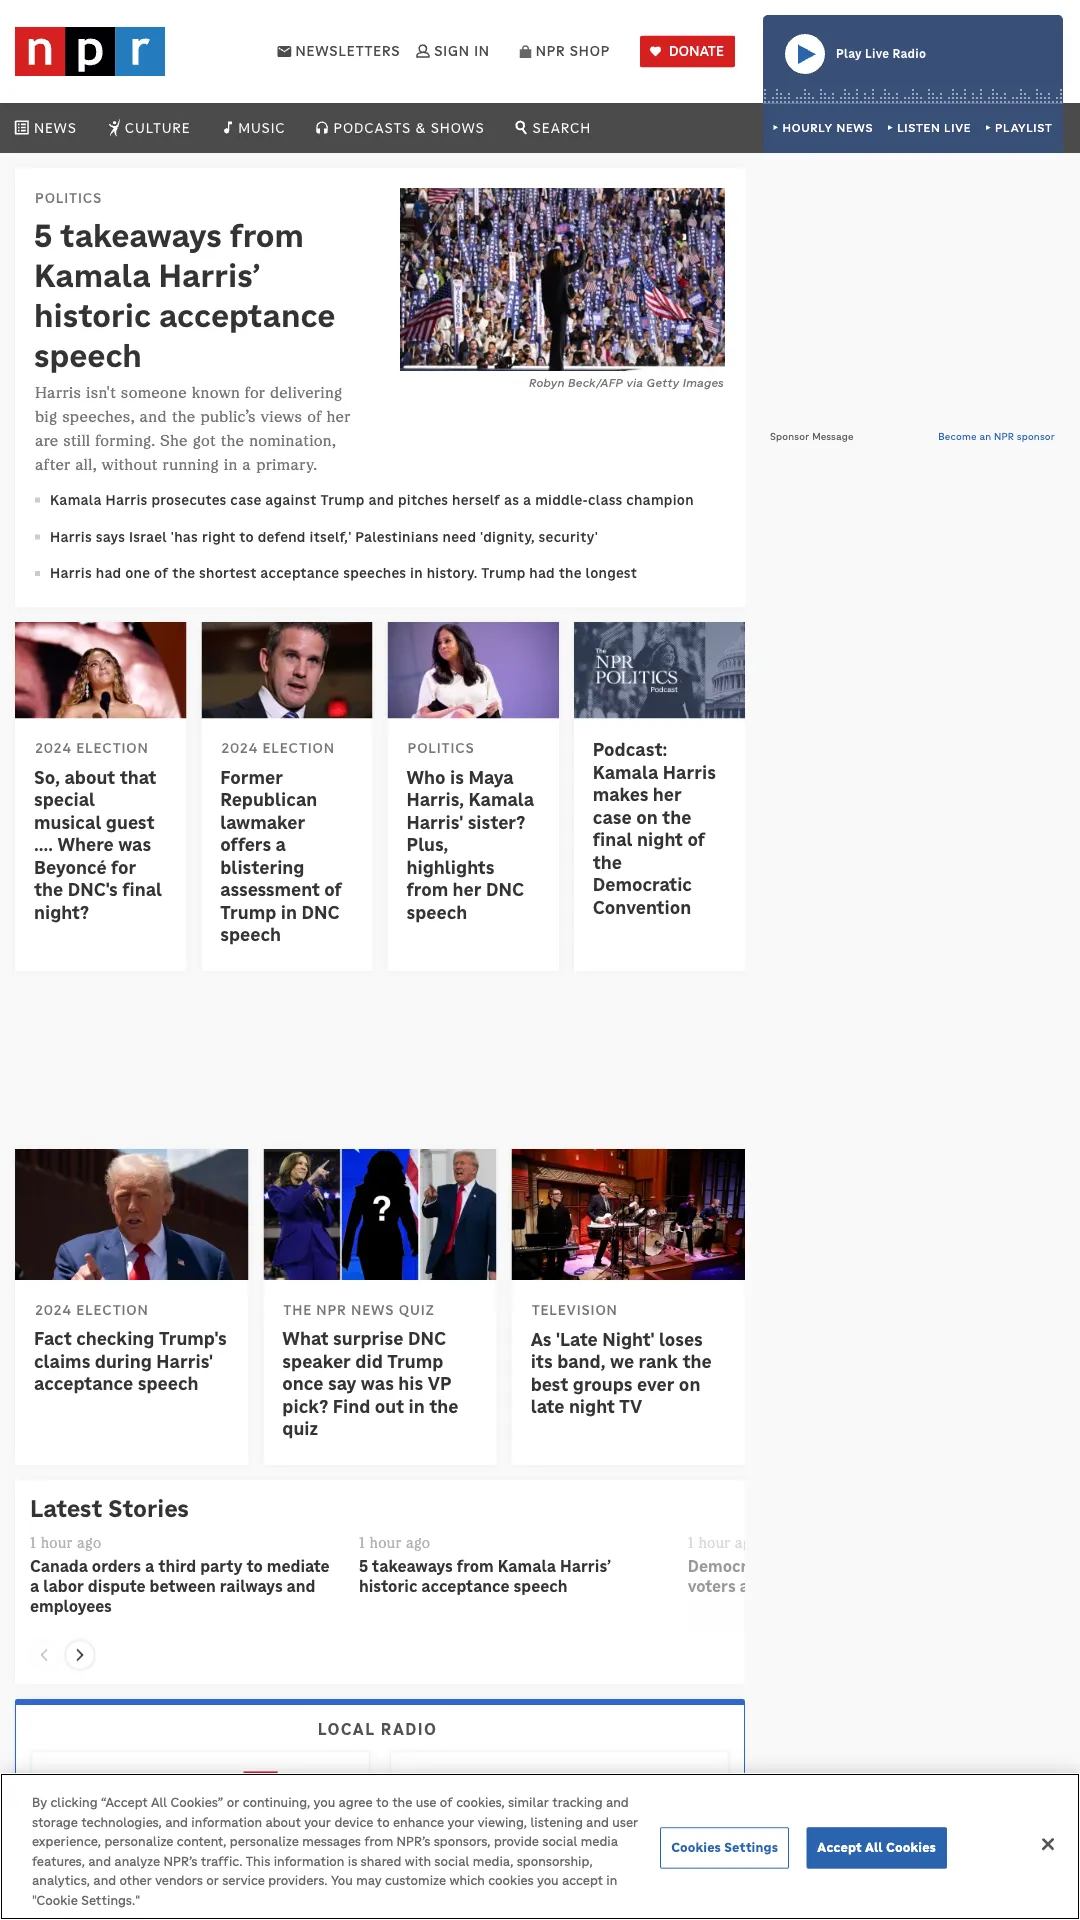 npr
NEWSLETTERS
SIGN IN
NPR SHOP
DONATE
Play Live Radio
NEWS
CULTURE
MUSIC
PODCASTS & SHOWS
SEARCH
HOURLY NEWS
LISTEN LIVE
PLAYLIST
POLITICS
5 takeaways from
Kamala Harris’
historic acceptance
speech
Harris isn't someone known for delivering
big speeches, and the public’s views of her
are still forming. She got the nomination,
after all, without running in a primary.
Robyn Beck/AFP via Getty Images
Sponsor Message
Become an NPR sponsor
Kamala Harris prosecutes case against Trump and pitches herself as a middle-class champion
Harris says Israel 'has right to defend itself,' Palestinians need 'dignity, security'
Harris had one of the shortest acceptance speeches in history. Trump had the longest
2024 ELECTION
So, about that
special
musical guest
.... Where was
Beyoncé for
the DNC's final
night?
2024 ELECTION
Former
Republican
lawmaker
offers a
blistering
assessment of
Trump in DNC
speech
POLITICS
Who is Maya
Harris, Kamala
Harris' sister?
Plus,
highlights
from her DNC
speech
The
NPR
POLITICS
Podcast
Podcast:
Kamala Harris
makes her
case on the
final night of
the
Democratic
Convention
2024 ELECTION
Fact checking Trump's
claims during Harris'
acceptance speech
?
THE NPR NEWS QUIZ
What surprise DNC
speaker did Trump
once say was his VP
pick? Find out in the
quiz
TELEVISION
As 'Late Night' loses
its band, we rank the
best groups ever on
late night TV
Latest Stories
1 hour ago
Canada orders a third party to mediate
a labor dispute between railways and
employees
1 hour ago
5 takeaways from Kamala Harris’
historic acceptance speech
1 hour ag
Democr
voters a
LOCAL RADIO
By clicking “Accept All Cookies” or continuing, you agree to the use of cookies, similar tracking and
storage technologies, and information about your device to enhance your viewing, listening and user
experience, personalize content, personalize messages from NPR’s sponsors, provide social media
features, and analyze NPR’s traffic. This information is shared with social media, sponsorship,
analytics, and other vendors or service providers. You may customize which cookies you accept in
"Cookie Settings."
Cookies Settings
Accept All Cookies